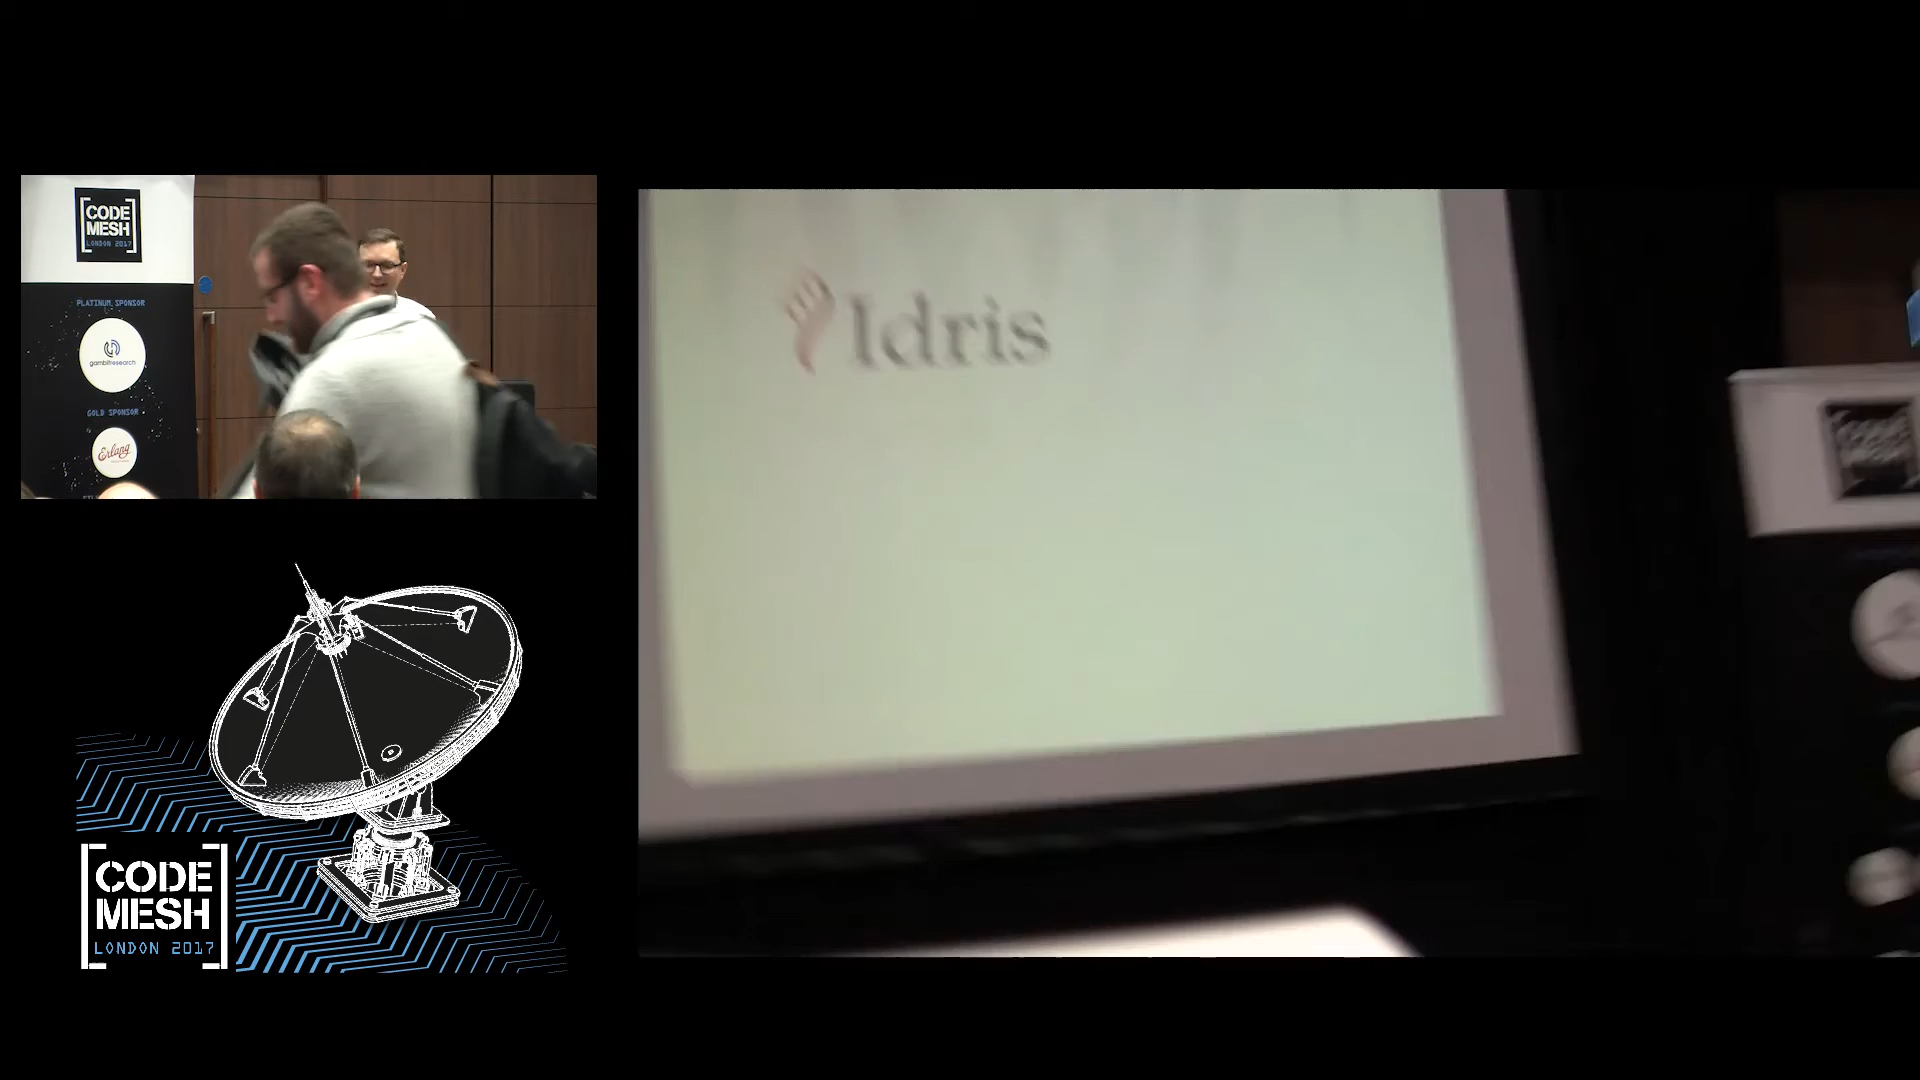 CODE
MESH
LONDON 2017
PLATINUM SPONSOR
gambitresearch
GOLD SPONSOR
Erlang
Idris
CODE
MESH
LONDON 2017